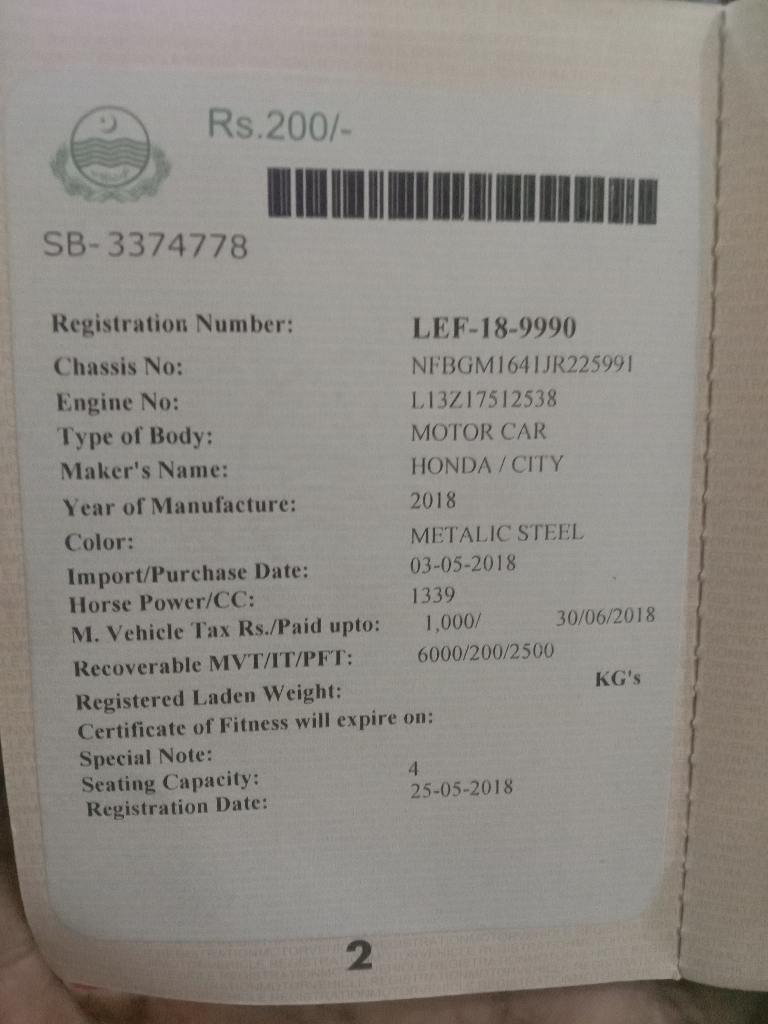 Rs.200/-
SB-3374778
Registration Number: LEF-18-9990
Chassis No: NFBGM1641JR225991
Engine No: L13Z17512538
Type of Body: MOTOR CAR
Maker's Name: HONDA / CITY
Year of Manufacture: 2018
Color: METALIC STEEL
Import/Purchase Date: 03-05-2018
Horse Power/CC: 1339
M. Vehicle Tax Rs./Paid upto: 1,000/ 30/06/2018
Recoverable MVT/IT/PFT: 6000/200/2500
Registered Laden Weight: KG's
Certificate of Fitness will expire on:
Special Note:
Seating Capacity: 4
Registration Date: 25-05-2018
2